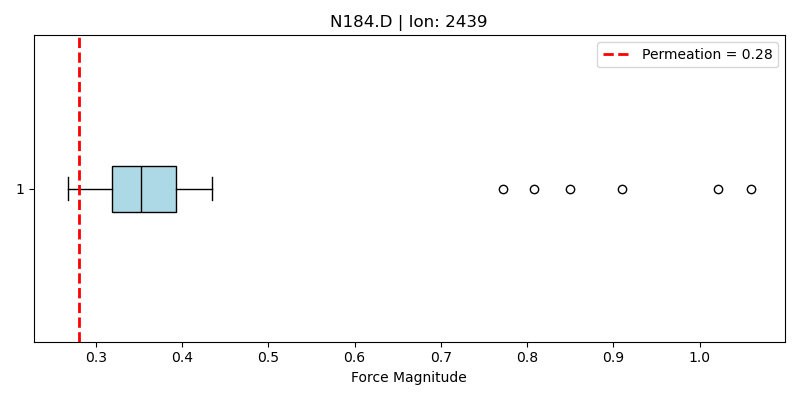 N184.D | Ion: 2439
Permeation = 0.28
1
0.3 0.4 0.5 0.6 0.7 0.8 0.9 1.0
Force Magnitude